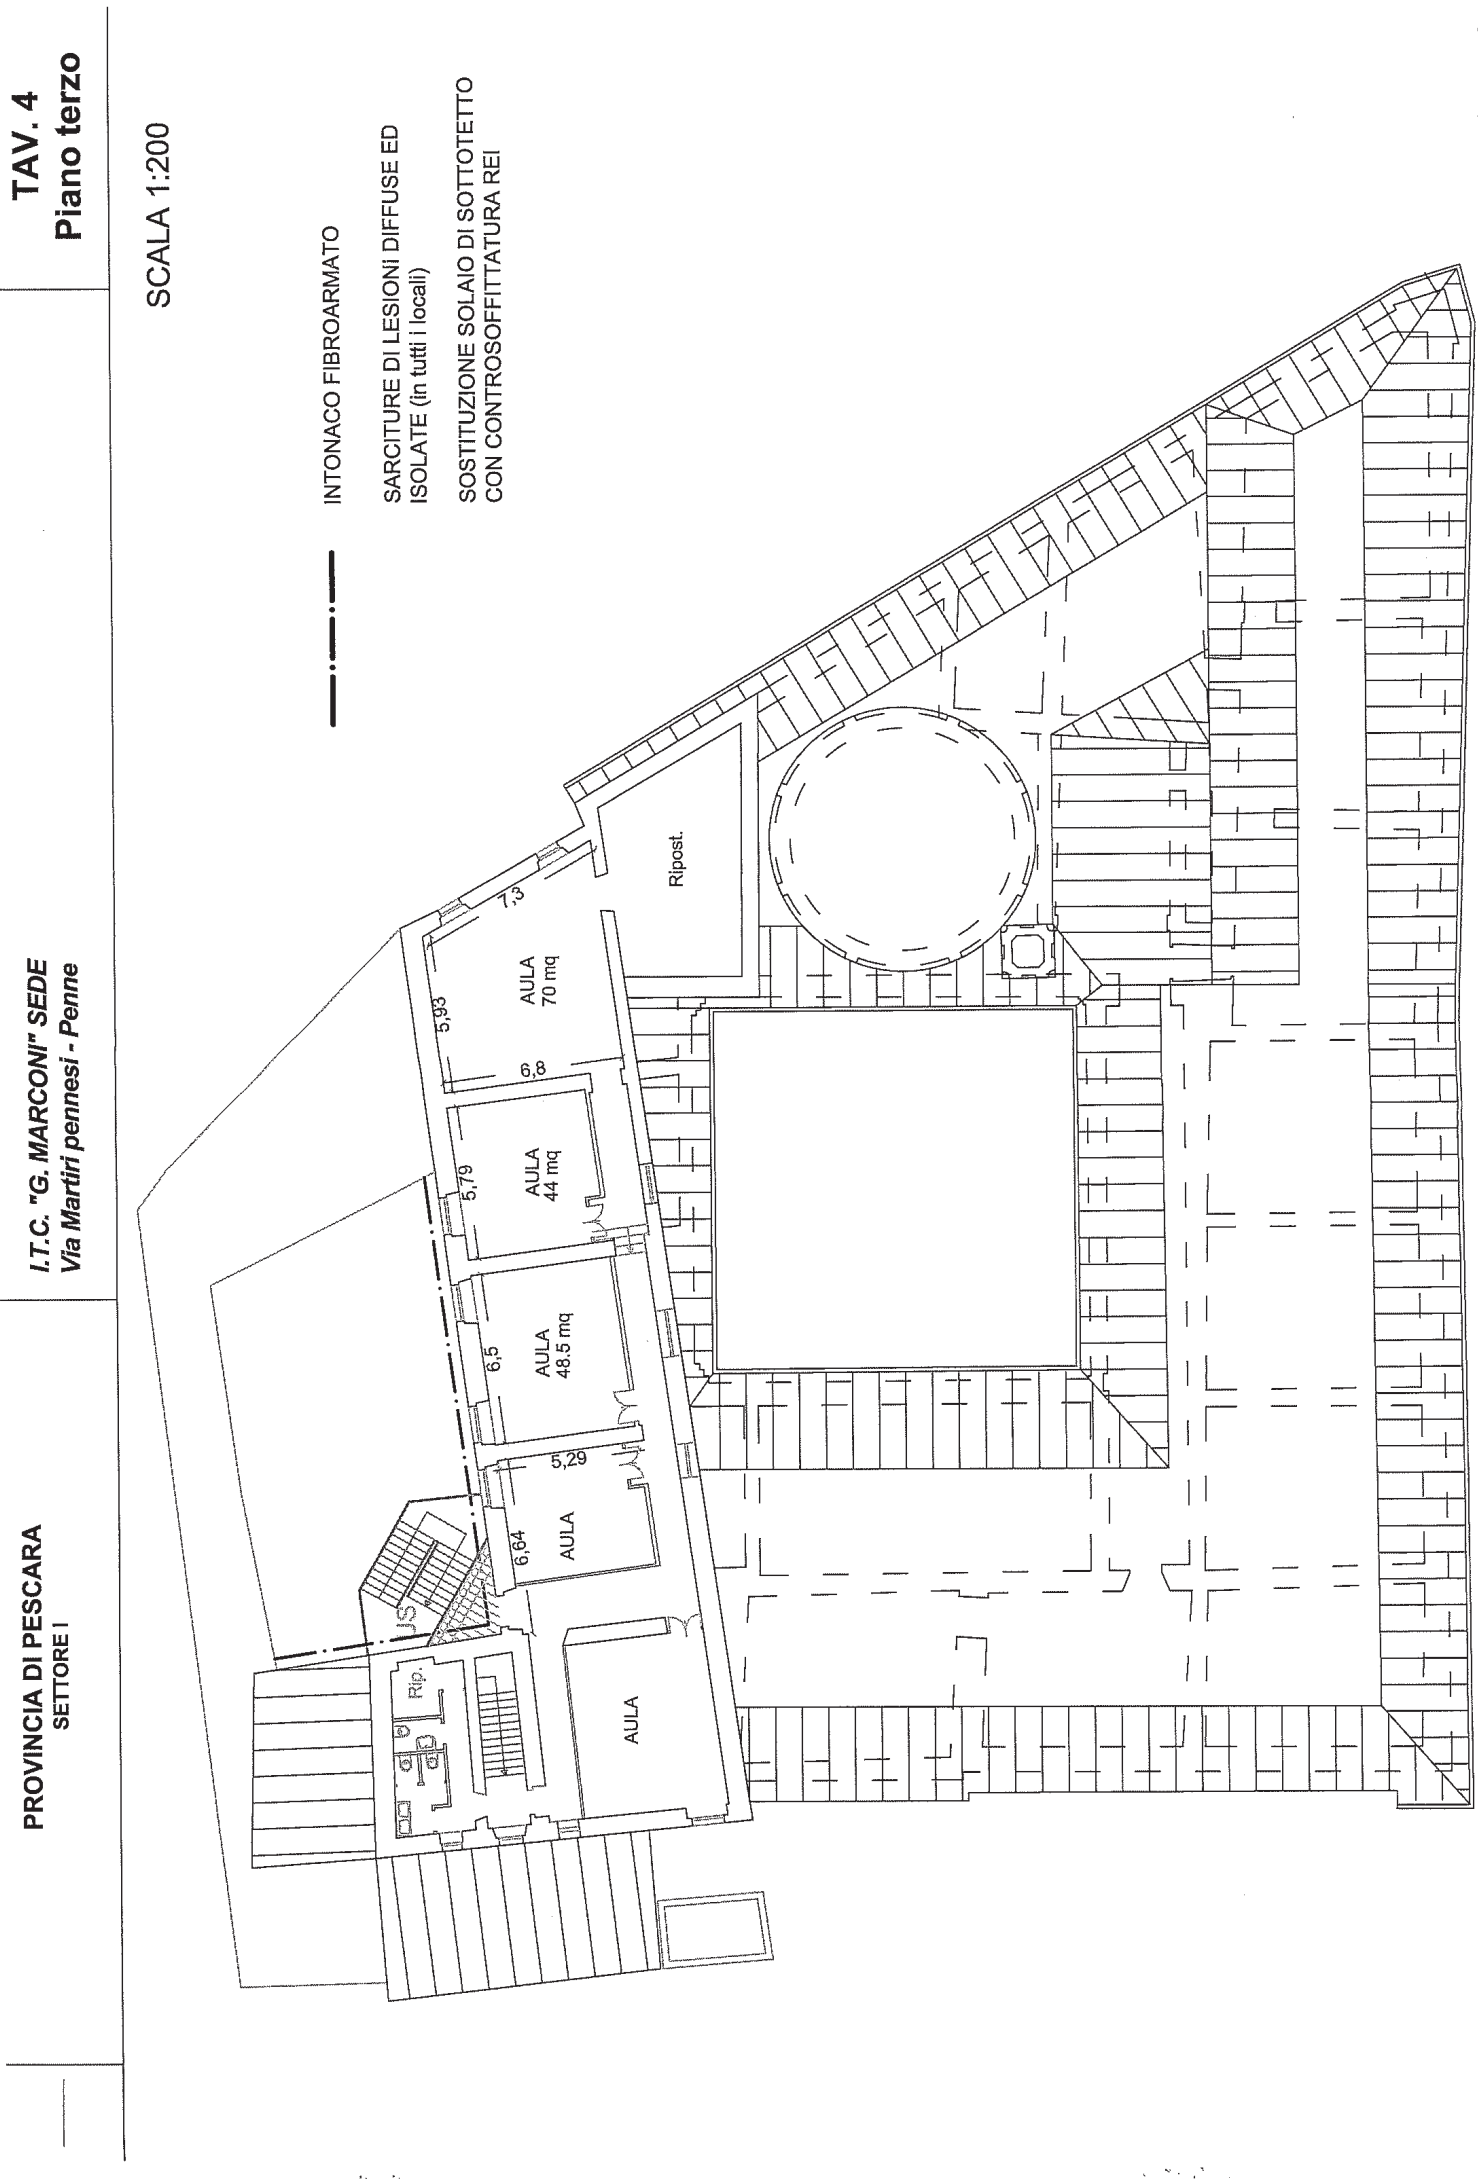 PROVINCIA DI PESCARA
SETTORE I
I.T.C. "G. MARCONI" SEDE
Via Martiri pennesi - Penne
TAV. 4
Piano terzo
SCALA 1:200
INTONACO FIBROARMATO
SARCITURE DI LESIONI DIFFUSE ED
ISOLATE (in tutti i locali)
SOSTITUZIONE SOLAIO DI SOTTOTETTO
CON CONTROSOFFITTATURA REI
Rip.
US
AULA
6,64
AULA
5,29
6,5
AULA
48.5 mq
5,79
AULA
44 mq
6,8
5,93
AULA
70 mq
7,3
Ripost.